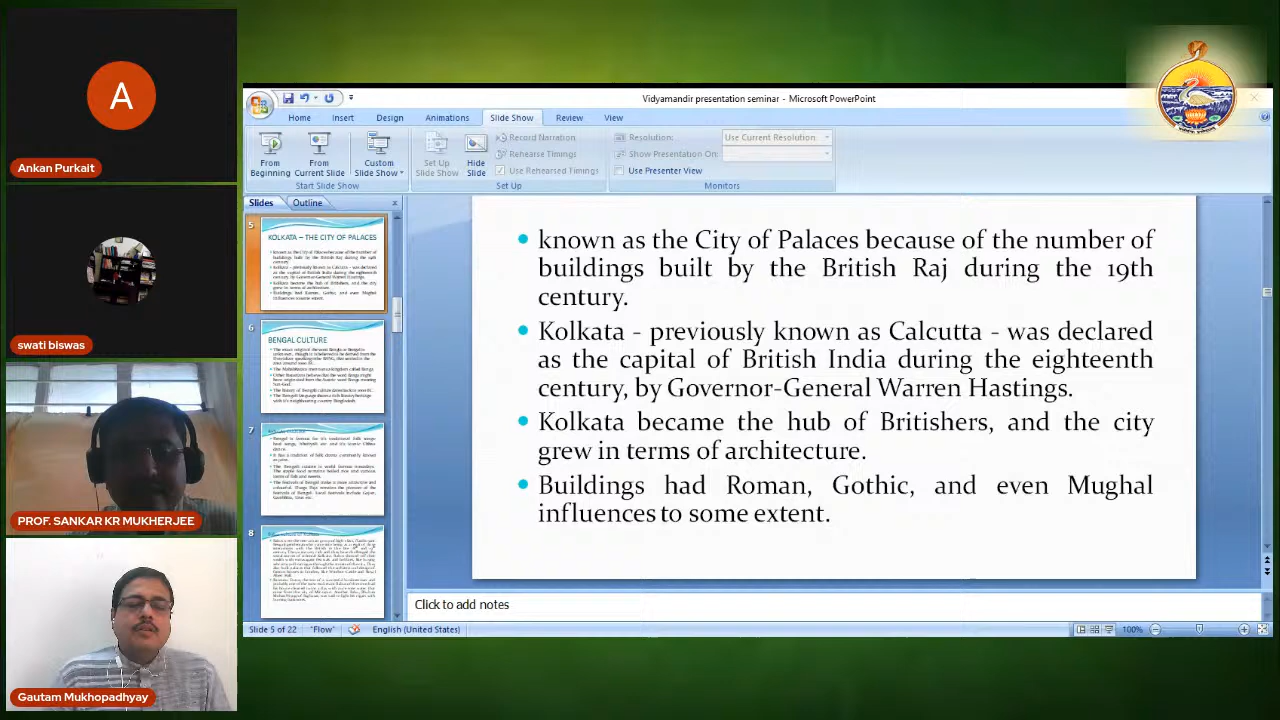 A
Ankan Purkait
swati biswas
PROF. SANKAR KR MUKHERJEE
Gautam Mukhopadhyay
Vidyamandir presentation seminar - Microsoft PowerPoint
Home Insert Design Animations Slide Show Review View
From Beginning
From Current Slide
Custom Slide Show
Start Slide Show
Set Up Slide Show
Hide Slide
Record Narration
Rehearse Timings
Use Rehearsed Timings
Set Up
Resolution: Use Current Resolution
Show Presentation On:
Use Presenter View
Monitors
Slides Outline
5
KOLKATA – THE CITY OF PALACES
6
BENGAL CULTURE
7
8
known as the City of Palaces because of the number of
buildings built by the British Raj during the 19th
century.
Kolkata - previously known as Calcutta - was declared
as the capital of British India during the eighteenth
century, by Governor-General Warren Hastings.
Kolkata became the hub of Britishers, and the city
grew in terms of architecture.
Buildings had Roman, Gothic, and even Mughal
influences to some extent.
Click to add notes
Slide 5 of 22 "Flow" English (United States) 100%